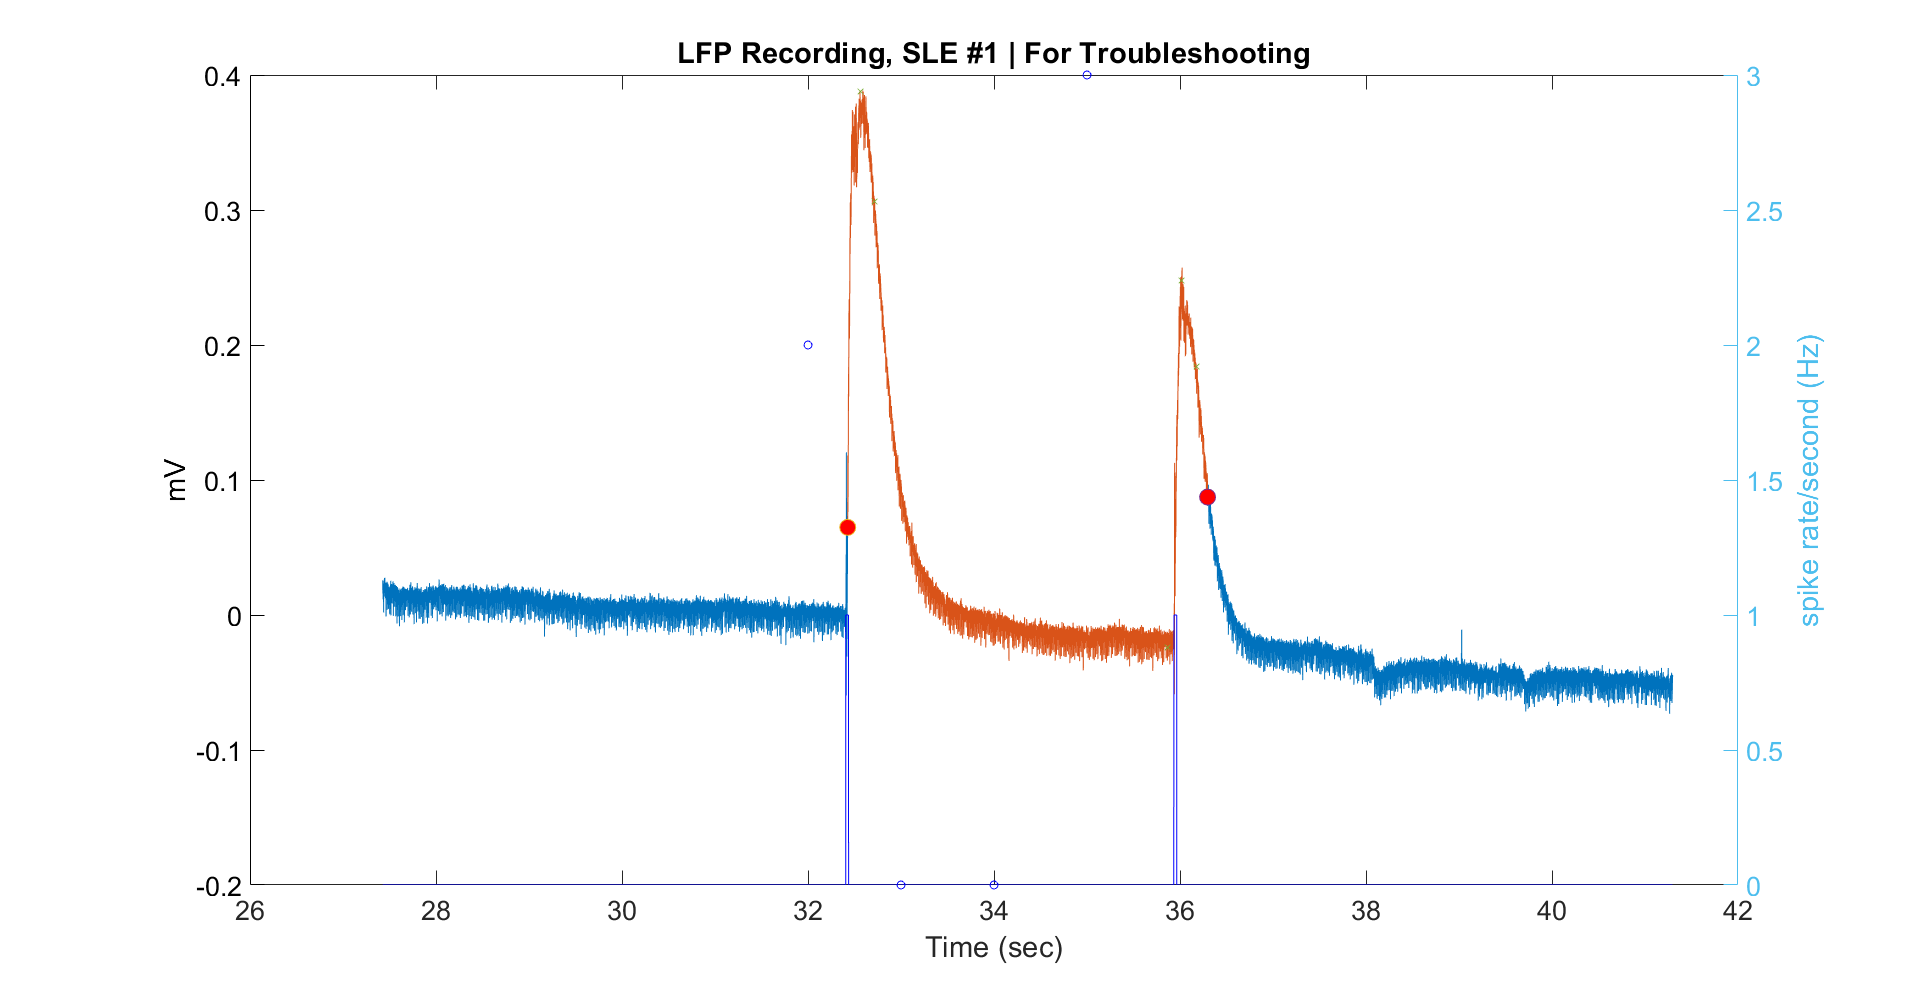 LFP Recording, SLE #1 | For Troubleshooting
0.4
0.3
0.2
0.1
0
-0.1
-0.2
mV
26 28 30 32 34 36 38 40 42
Time (sec)
3
2.5
2
1.5
1
0.5
0
spike rate/second (Hz)